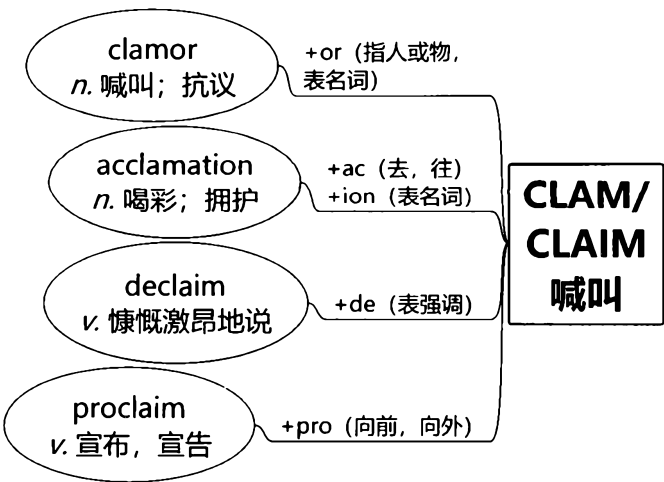 clamor
n. 喊叫；抗议
+or（指人或物，
表名词）
acclamation
n. 喝彩；拥护
+ac（去，往）
+ion（表名词）
declaim
v. 慷慨激昂地说
+de（表强调）
proclaim
v. 宣布，宣告
+pro（向前，向外）
CLAM/
CLAIM
喊叫